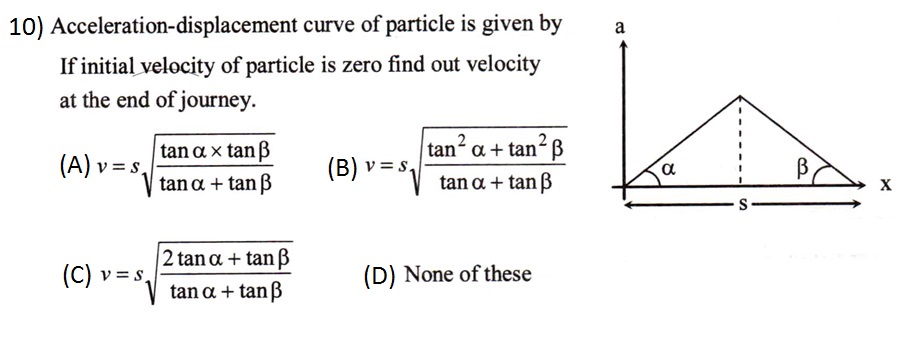 10) Acceleration-displacement curve of particle is given by
If initial velocity of particle is zero find out velocity
at the end of journey.
(A) v = s√((tan α × tan β)/(tan α + tan β))
(B) v = s√((tan² α + tan² β)/(tan α + tan β))
(C) v = s√((2 tan α + tan β)/(tan α + tan β))
(D) None of these
a
α
β
x
s